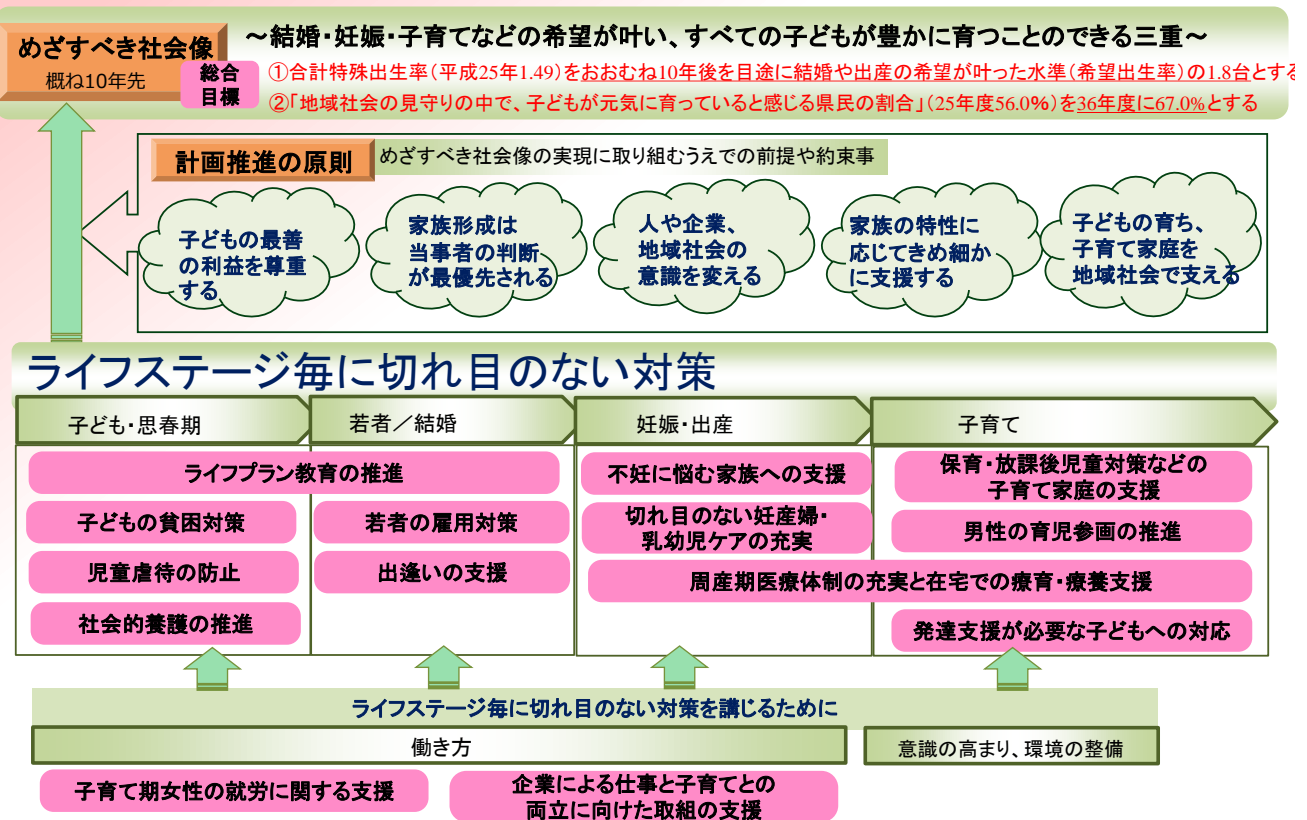 めざすべき社会像
概ね10年先
~結婚・妊娠・子育てなどの希望が叶い、すべての子どもが豊かに育つことのできる三重~
総合
目標
①合計特殊出生率(平成25年1.49)をおおむね10年後を目途に結婚や出産の希望が叶った水準(希望出生率)の1.8台とする
②「地域社会の見守りの中で、子どもが元気に育っていると感じる県民の割合」(25年度56.0%)を36年度に67.0%とする
計画推進の原則
めざすべき社会像の実現に取り組むうえでの前提や約束事
子どもの最善
の利益を尊重
する
家族形成は
当事者の判断
が最優先される
人や企業、
地域社会の
意識を変える
家族の特性に
応じてきめ細か
に支援する
子どもの育ち、
子育て家庭を
地域社会で支える
ライフステージ毎に切れ目のない対策
子ども・思春期
若者/結婚
妊娠・出産
子育て
ライフプラン教育の推進
子どもの貧困対策
児童虐待の防止
社会的養護の推進
若者の雇用対策
出逢いの支援
不妊に悩む家族への支援
切れ目のない妊産婦・
乳幼児ケアの充実
保育・放課後児童対策などの
子育て家庭の支援
男性の育児参画の推進
周産期医療体制の充実と在宅での療育・療養支援
発達支援が必要な子どもへの対応
ライフステージ毎に切れ目のない対策を講じるために
働き方
意識の高まり、環境の整備
子育て期女性の就労に関する支援
企業による仕事と子育てとの
両立に向けた取組の支援